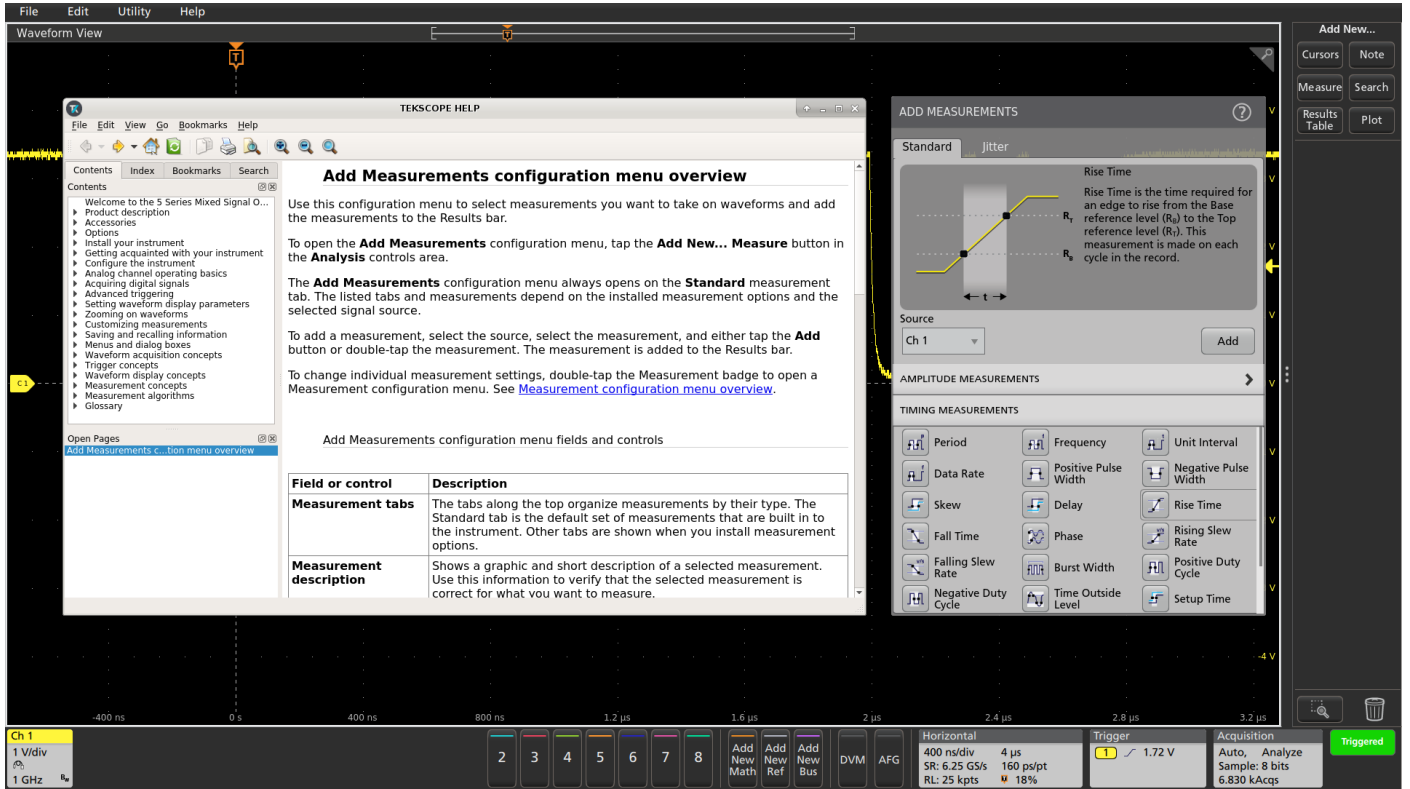 File Edit Utility Help
Waveform View
T
T
Add New...
Cursors Note
Measure Search
Results Table Plot
TEKSCOPE HELP
File Edit View Go Bookmarks Help
Contents Index Bookmarks Search
Contents
Welcome to the 5 Series Mixed Signal O...
Product description
Accessories
Options
Install your instrument
Getting acquainted with your instrument
Configure the instrument
Analog channel operating basics
Acquiring digital signals
Advanced triggering
Setting waveform display parameters
Zooming on waveforms
Customizing measurements
Saving and recalling information
Menus and dialog boxes
Waveform acquisition concepts
Trigger concepts
Waveform display concepts
Measurement concepts
Measurement algorithms
Glossary
Open Pages
Add Measurements c...tion menu overview
Add Measurements configuration menu overview
Use this configuration menu to select measurements you want to take on waveforms and add
the measurements to the Results bar.
To open the Add Measurements configuration menu, tap the Add New... Measure button in
the Analysis controls area.
The Add Measurements configuration menu always opens on the Standard measurement
tab. The listed tabs and measurements depend on the installed measurement options and the
selected signal source.
To add a measurement, select the source, select the measurement, and either tap the Add
button or double-tap the measurement. The measurement is added to the Results bar.
To change individual measurement settings, double-tap the Measurement badge to open a
Measurement configuration menu. See Measurement configuration menu overview.
Add Measurements configuration menu fields and controls
Field or control Description
Measurement tabs The tabs along the top organize measurements by their type. The
Standard tab is the default set of measurements that are built in to
the instrument. Other tabs are shown when you install measurement
options.
Measurement Shows a graphic and short description of a selected measurement.
description Use this information to verify that the selected measurement is
correct for what you want to measure.
ADD MEASUREMENTS ?
Standard Jitter
Rise Time
Rise Time is the time required for
an edge to rise from the Base
reference level (RB) to the Top
reference level (RT). This
measurement is made on each
cycle in the record.
RT
RB
t
Source
Ch 1 Add
AMPLITUDE MEASUREMENTS
TIMING MEASUREMENTS
Period Frequency Unit Interval
Data Rate Positive Pulse Width Negative Pulse Width
Skew Delay Rise Time
Fall Time Phase Rising Slew Rate
Falling Slew Rate Burst Width Positive Duty Cycle
Negative Duty Cycle Time Outside Level Setup Time
C1
V
V
V
V
V
V
V
V
-4 V
-400 ns 0 s 400 ns 800 ns 1.2 µs 1.6 µs 2 µs 2.4 µs 2.8 µs 3.2 µs
Ch 1
1 V/div
1 GHz BW
2 3 4 5 6 7 8
Add New Math
Add New Ref
Add New Bus
DVM AFG
Horizontal
400 ns/div 4 µs
SR: 6.25 GS/s 160 ps/pt
RL: 25 kpts 18%
Trigger
1 1.72 V
Acquisition
Auto, Analyze
Sample: 8 bits
6.830 kAcqs
Triggered